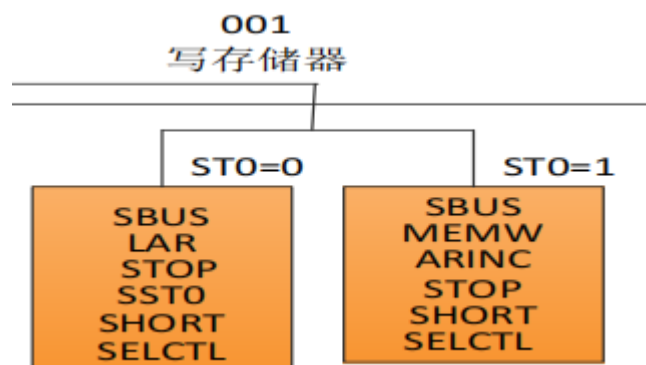 001
写存储器
ST0=0
ST0=1
SBUS
LAR
STOP
SST0
SHORT
SELCTL
SBUS
MEMW
ARINC
STOP
SHORT
SELCTL